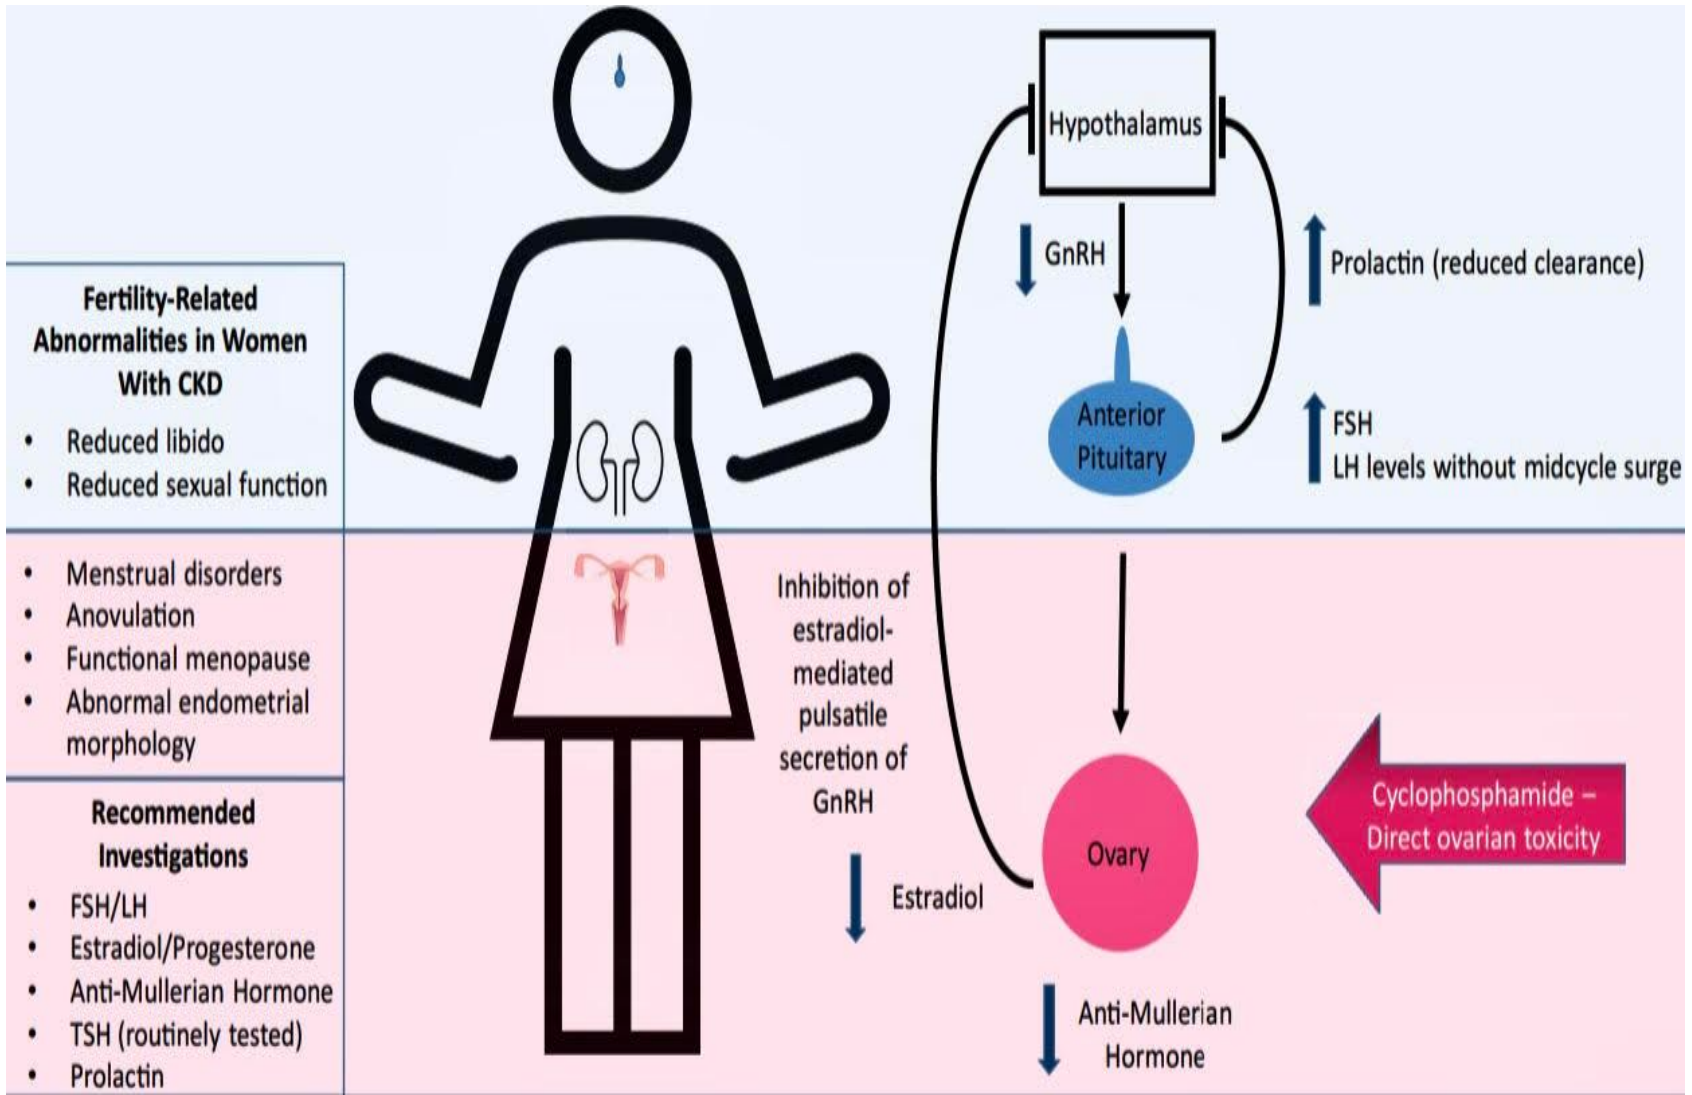 Fertility-Related
Abnormalities in Women
With CKD
• Reduced libido
• Reduced sexual function
• Menstrual disorders
• Anovulation
• Functional menopause
• Abnormal endometrial
morphology
Recommended
Investigations
• FSH/LH
• Estradiol/Progesterone
• Anti-Mullerian Hormone
• TSH (routinely tested)
• Prolactin
Hypothalamus
GnRH
Prolactin (reduced clearance)
Anterior
Pituitary
FSH
LH levels without midcycle surge
Inhibition of
estradiol-
mediated
pulsatile
secretion of
GnRH
Estradiol
Ovary
Cyclophosphamide –
Direct ovarian toxicity
Anti-Mullerian
Hormone